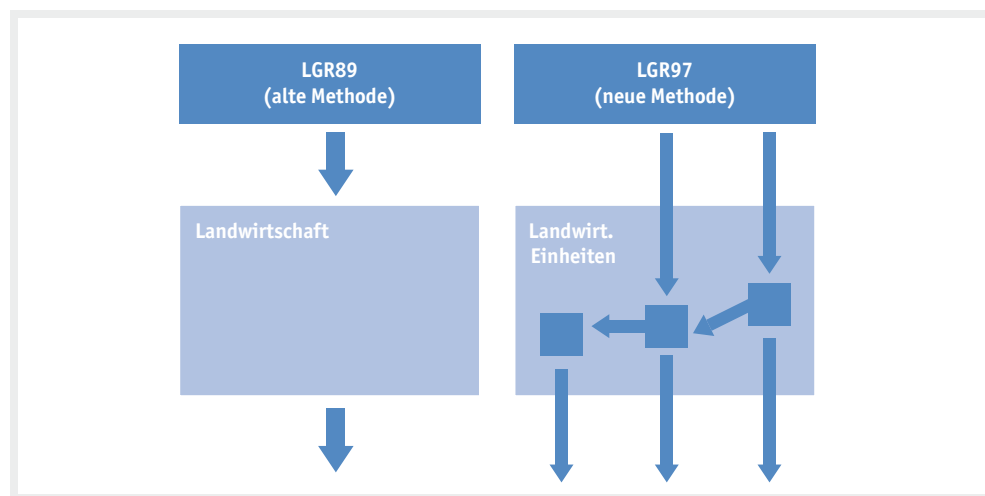 LGR89
(alte Methode)
LGR97
(neue Methode)
Landwirtschaft
Landwirt.
Einheiten